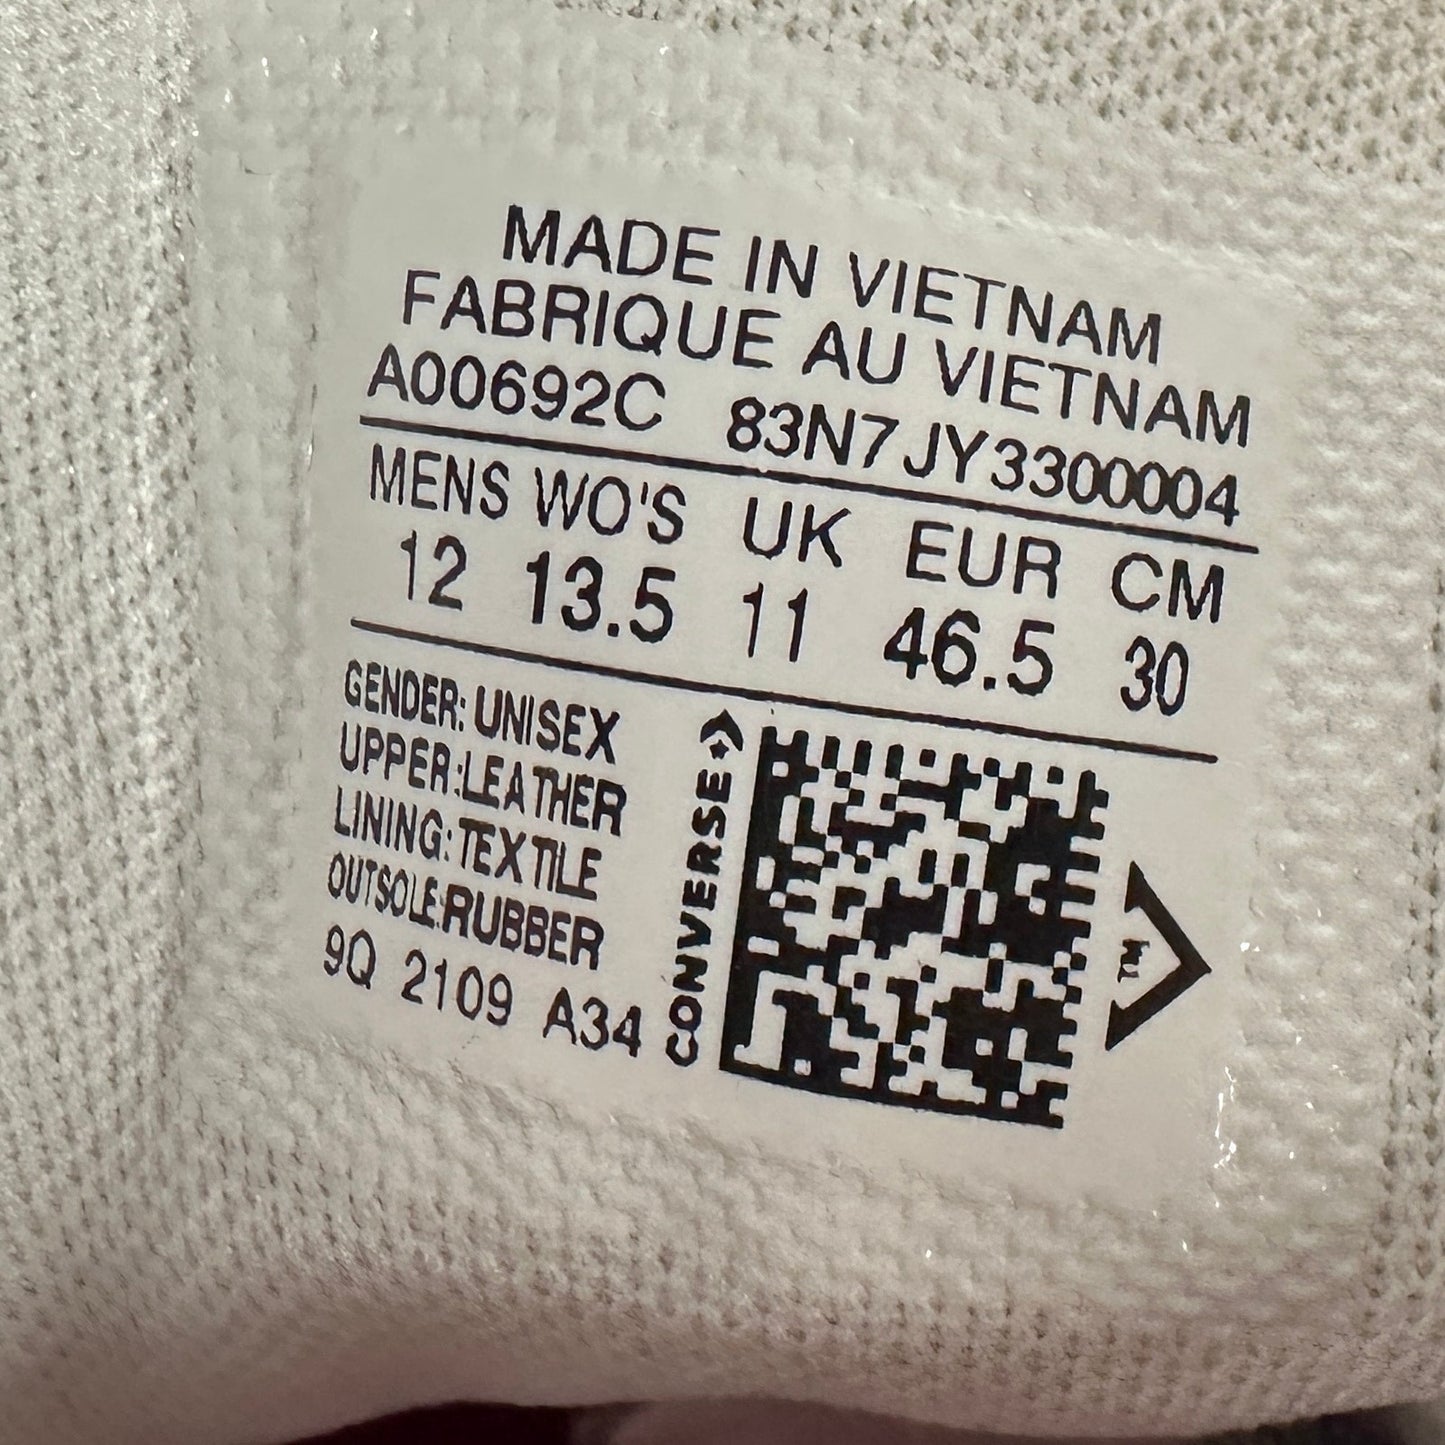 MADE IN VIETNAM
FABRIQUE AU VIETNAM
A00692C 83N7JY3300004
MENS WO'S UK EUR CM
12 13.5 11 46.5 30
GENDER: UNISEX
UPPER:LEATHER
LINING: TEXTILE
OUTSOLE:RUBBER
9Q 2109 A34
CONVERSE
TM